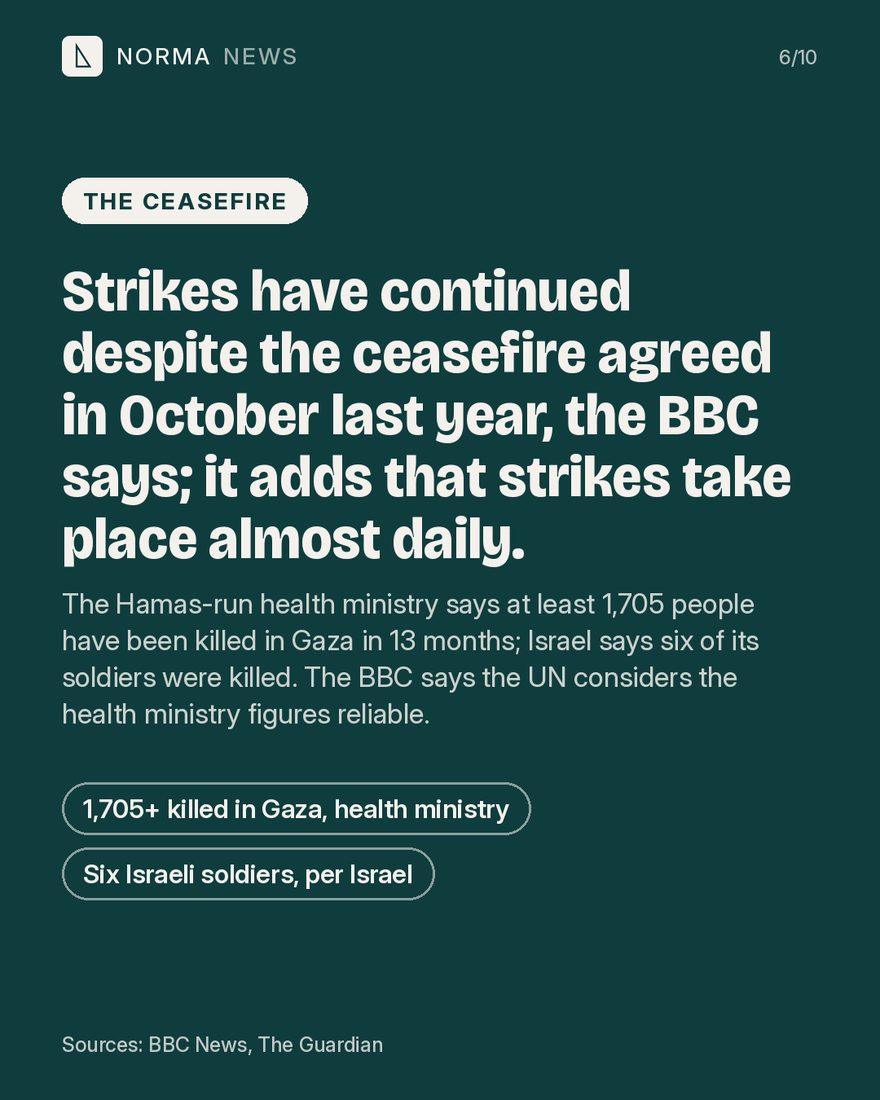 NORMA NEWS
6/10
THE CEASEFIRE
Strikes have continued
despite the ceasefire agreed
in October last year, the BBC
says; it adds that strikes take
place almost daily.
The Hamas-run health ministry says at least 1,705 people
have been killed in Gaza in 13 months; Israel says six of its
soldiers were killed. The BBC says the UN considers the
health ministry figures reliable.
1,705+ killed in Gaza, health ministry
Six Israeli soldiers, per Israel
Sources: BBC News, The Guardian